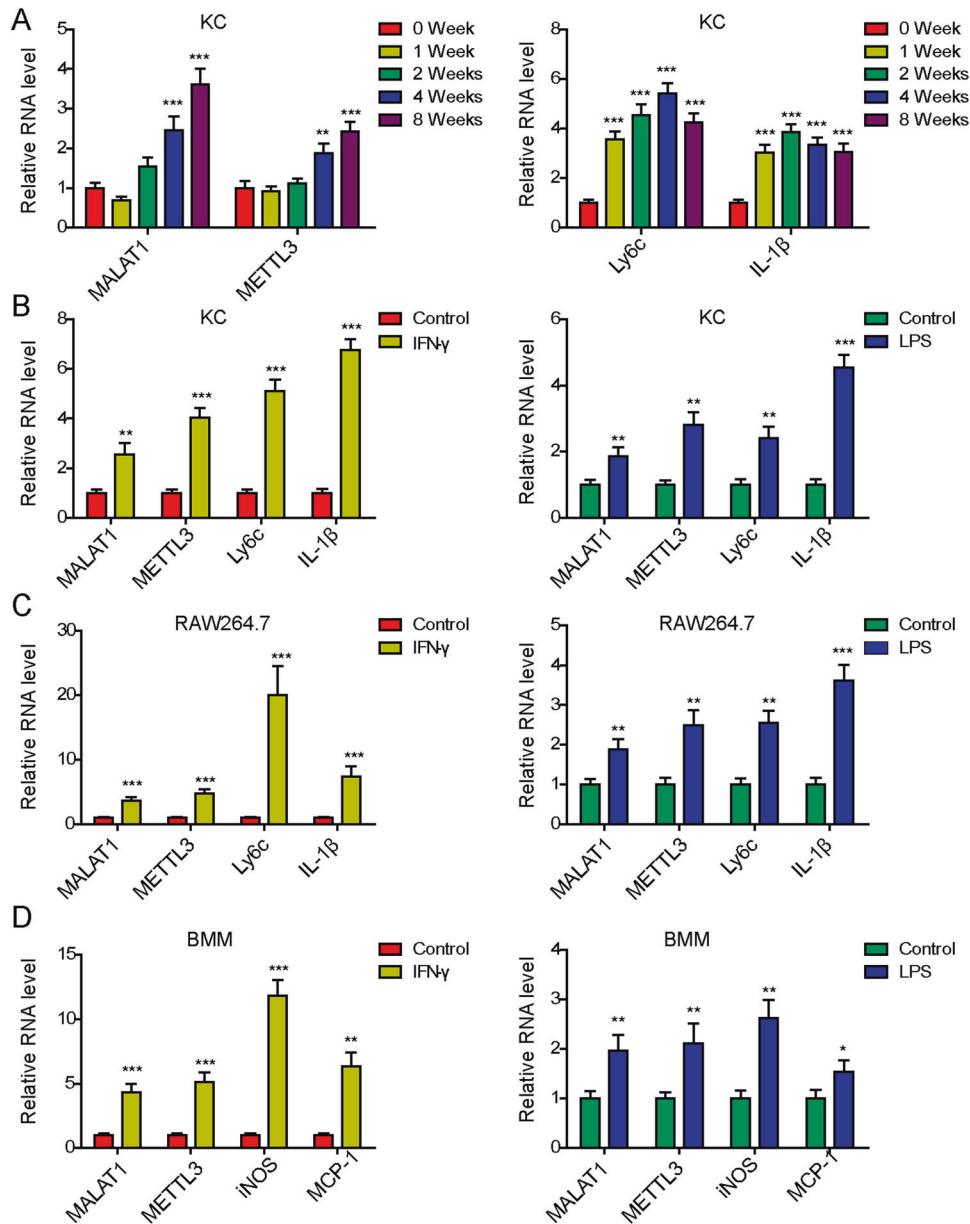 A
KC
Relative RNA level
5
4
3
2
1
0
*** *** ** ***
MALAT1
METTL3
0 Week
1 Week
2 Weeks
4 Weeks
8 Weeks
KC
Relative RNA level
8
6
4
2
0
*** *** *** *** *** *** *** ***
Ly6c
IL-1β
0 Week
1 Week
2 Weeks
4 Weeks
8 Weeks
B
KC
Relative RNA level
8
6
4
2
0
** *** *** ***
MALAT1
METTL3
Ly6c
IL-1β
Control
IFN-γ
KC
Relative RNA level
6
4
2
0
** ** ** ***
MALAT1
METTL3
Ly6c
IL-1β
Control
LPS
C
RAW264.7
Relative RNA level
30
20
10
0
*** *** *** ***
MALAT1
METTL3
Ly6c
IL-1β
Control
IFN-γ
RAW264.7
Relative RNA level
5
4
3
2
1
0
** ** ** ***
MALAT1
METTL3
Ly6c
IL-1β
Control
LPS
D
BMM
Relative RNA level
15
10
5
0
*** *** *** **
MALAT1
METTL3
iNOS
MCP-1
Control
IFN-γ
BMM
Relative RNA level
4
3
2
1
0
** ** ** *
MALAT1
METTL3
iNOS
MCP-1
Control
LPS